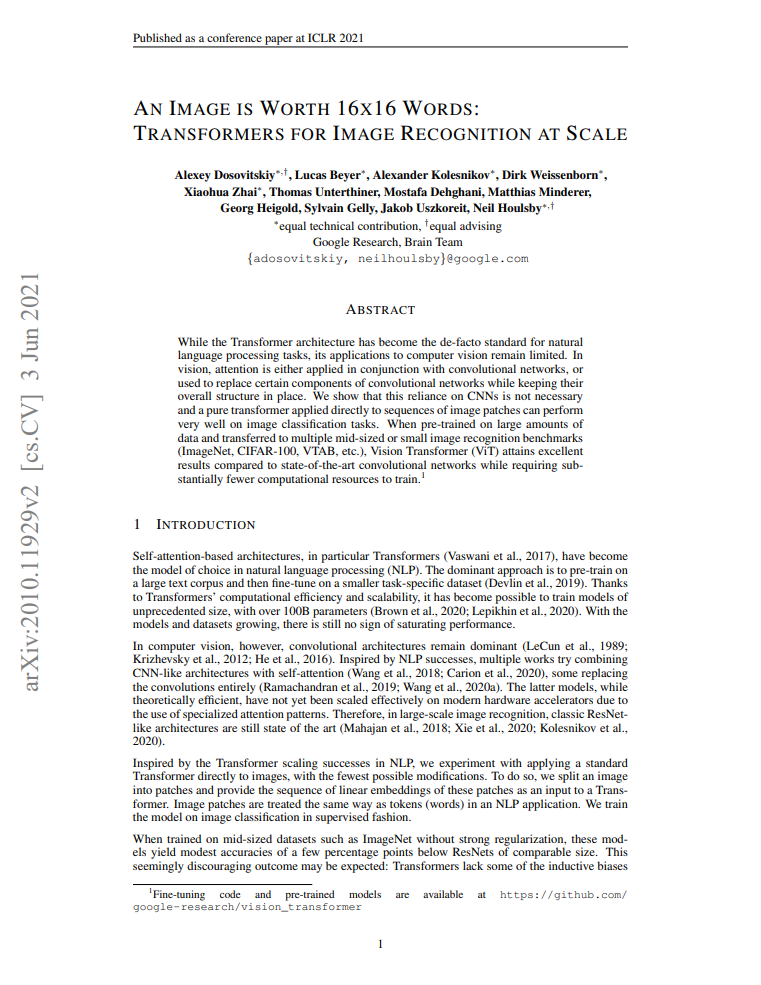 Published as a conference paper at ICLR 2021
AN IMAGE IS WORTH 16X16 WORDS:
TRANSFORMERS FOR IMAGE RECOGNITION AT SCALE
Alexey Dosovitskiy∗,†, Lucas Beyer∗, Alexander Kolesnikov∗, Dirk Weissenborn∗,
Xiaohua Zhai∗, Thomas Unterthiner, Mostafa Dehghani, Matthias Minderer,
Georg Heigold, Sylvain Gelly, Jakob Uszkoreit, Neil Houlsby∗,†
∗equal technical contribution, †equal advising
Google Research, Brain Team
{adosovitskiy, neilhoulsby}@google.com
ABSTRACT
While the Transformer architecture has become the de-facto standard for natural
language processing tasks, its applications to computer vision remain limited. In
vision, attention is either applied in conjunction with convolutional networks, or
used to replace certain components of convolutional networks while keeping their
overall structure in place. We show that this reliance on CNNs is not necessary
and a pure transformer applied directly to sequences of image patches can perform
very well on image classification tasks. When pre-trained on large amounts of
data and transferred to multiple mid-sized or small image recognition benchmarks
(ImageNet, CIFAR-100, VTAB, etc.), Vision Transformer (ViT) attains excellent
results compared to state-of-the-art convolutional networks while requiring sub-
stantially fewer computational resources to train.1
1 INTRODUCTION
Self-attention-based architectures, in particular Transformers (Vaswani et al., 2017), have become
the model of choice in natural language processing (NLP). The dominant approach is to pre-train on
a large text corpus and then fine-tune on a smaller task-specific dataset (Devlin et al., 2019). Thanks
to Transformers' computational efficiency and scalability, it has become possible to train models of
unprecedented size, with over 100B parameters (Brown et al., 2020; Lepikhin et al., 2020). With the
models and datasets growing, there is still no sign of saturating performance.
In computer vision, however, convolutional architectures remain dominant (LeCun et al., 1989;
Krizhevsky et al., 2012; He et al., 2016). Inspired by NLP successes, multiple works try combining
CNN-like architectures with self-attention (Wang et al., 2018; Carion et al., 2020), some replacing
the convolutions entirely (Ramachandran et al., 2019; Wang et al., 2020a). The latter models, while
theoretically efficient, have not yet been scaled effectively on modern hardware accelerators due to
the use of specialized attention patterns. Therefore, in large-scale image recognition, classic ResNet-
like architectures are still state of the art (Mahajan et al., 2018; Xie et al., 2020; Kolesnikov et al.,
2020).
Inspired by the Transformer scaling successes in NLP, we experiment with applying a standard
Transformer directly to images, with the fewest possible modifications. To do so, we split an image
into patches and provide the sequence of linear embeddings of these patches as an input to a Trans-
former. Image patches are treated the same way as tokens (words) in an NLP application. We train
the model on image classification in supervised fashion.
When trained on mid-sized datasets such as ImageNet without strong regularization, these mod-
els yield modest accuracies of a few percentage points below ResNets of comparable size. This
seemingly discouraging outcome may be expected: Transformers lack some of the inductive biases
1Fine-tuning code and pre-trained models are available at https://github.com/
google-research/vision_transformer
1
arXiv:2010.11929v2 [cs.CV] 3 Jun 2021